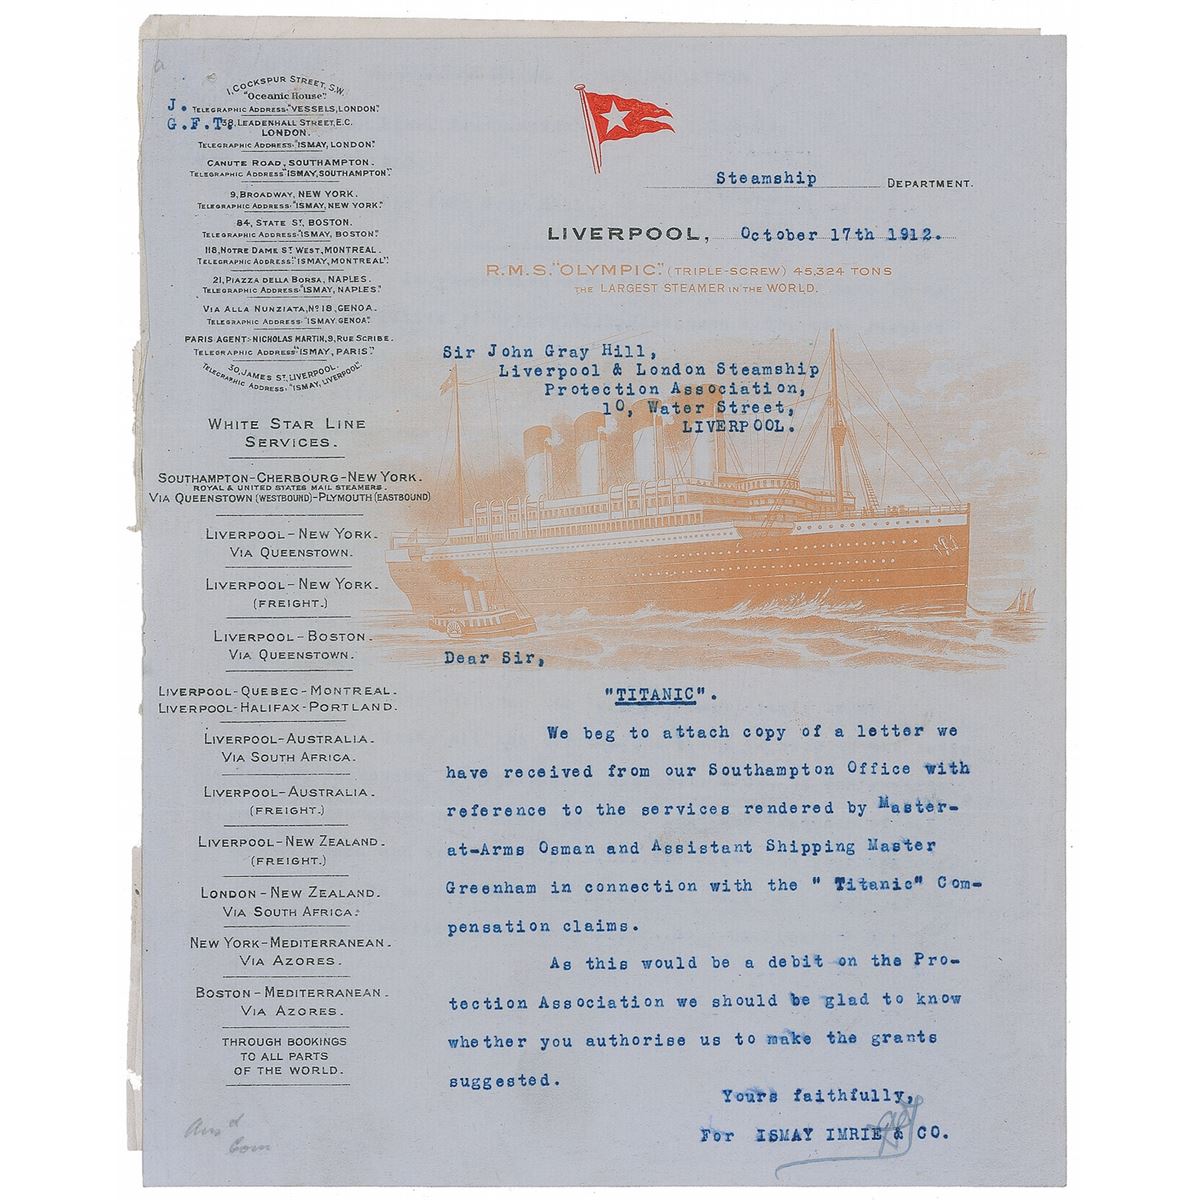 1, COCKSPUR STREET, S.W.
"Oceanic House".
J. TELEGRAPHIC ADDRESS-"VESSELS, LONDON."
G.F.T. 38, LEADENHALL STREET, E.C.
LONDON.
TELEGRAPHIC ADDRESS-"ISMAY, LONDON."
CANUTE ROAD, SOUTHAMPTON.
TELEGRAPHIC ADDRESS "ISMAY, SOUTHAMPTON."
9, BROADWAY, NEW YORK.
TELEGRAPHIC ADDRESS-"ISMAY, NEW YORK."
84, STATE ST, BOSTON.
TELEGRAPHIC ADDRESS-"ISMAY, BOSTON."
118, NOTRE DAME ST WEST, MONTREAL.
TELEGRAPHIC ADDRESS-"ISMAY, MONTREAL."
21, PIAZZA DELLA BORSA, NAPLES.
TELEGRAPHIC ADDRESS-"ISMAY, NAPLES."
VIA ALLA NUNZIATA, No 18, GENOA.
TELEGRAPHIC ADDRESS-"ISMAY, GENOA."
PARIS AGENT:-NICHOLAS MARTIN, 9, RUE SCRIBE.
TELEGRAPHIC ADDRESS-"ISMAY, PARIS."
30, JAMES ST, LIVERPOOL.
TELEGRAPHIC ADDRESS-"ISMAY, LIVERPOOL."
WHITE STAR LINE
SERVICES.
SOUTHAMPTON-CHERBOURG-NEW YORK.
ROYAL & UNITED STATES MAIL STEAMERS.
VIA QUEENSTOWN (WESTBOUND)-PLYMOUTH (EASTBOUND)
LIVERPOOL-NEW YORK.
VIA QUEENSTOWN.
LIVERPOOL-NEW YORK.
(FREIGHT.)
LIVERPOOL-BOSTON.
VIA QUEENSTOWN.
LIVERPOOL-QUEBEC-MONTREAL.
LIVERPOOL-HALIFAX-PORTLAND.
LIVERPOOL-AUSTRALIA.
VIA SOUTH AFRICA.
LIVERPOOL-AUSTRALIA.
(FREIGHT.)
LIVERPOOL-NEW ZEALAND.
(FREIGHT.)
LONDON-NEW ZEALAND.
VIA SOUTH AFRICA.
NEW YORK-MEDITERRANEAN.
VIA AZORES.
BOSTON-MEDITERRANEAN.
VIA AZORES.
THROUGH BOOKINGS
TO ALL PARTS
OF THE WORLD.
Steamship DEPARTMENT.
LIVERPOOL, October 17th 1912.
R.M.S. "OLYMPIC." (TRIPLE-SCREW) 45,324 TONS
THE LARGEST STEAMER IN THE WORLD.
Sir John Gray Hill,
Liverpool & London Steamship
Protection Association,
10, Water Street,
LIVERPOOL.
Dear Sir,
"TITANIC".
We beg to attach copy of a letter we
have received from our Southampton Office with
reference to the services rendered by Master-
at-Arms Osman and Assistant Shipping Master
Greenham in connection with the " Titanic" Com-
pensation claims.
As this would be a debit on the Pro-
tection Association we should be glad to know
whether you authorise us to make the grants
suggested.
Yours faithfully,
For ISMAY IMRIE & CO.